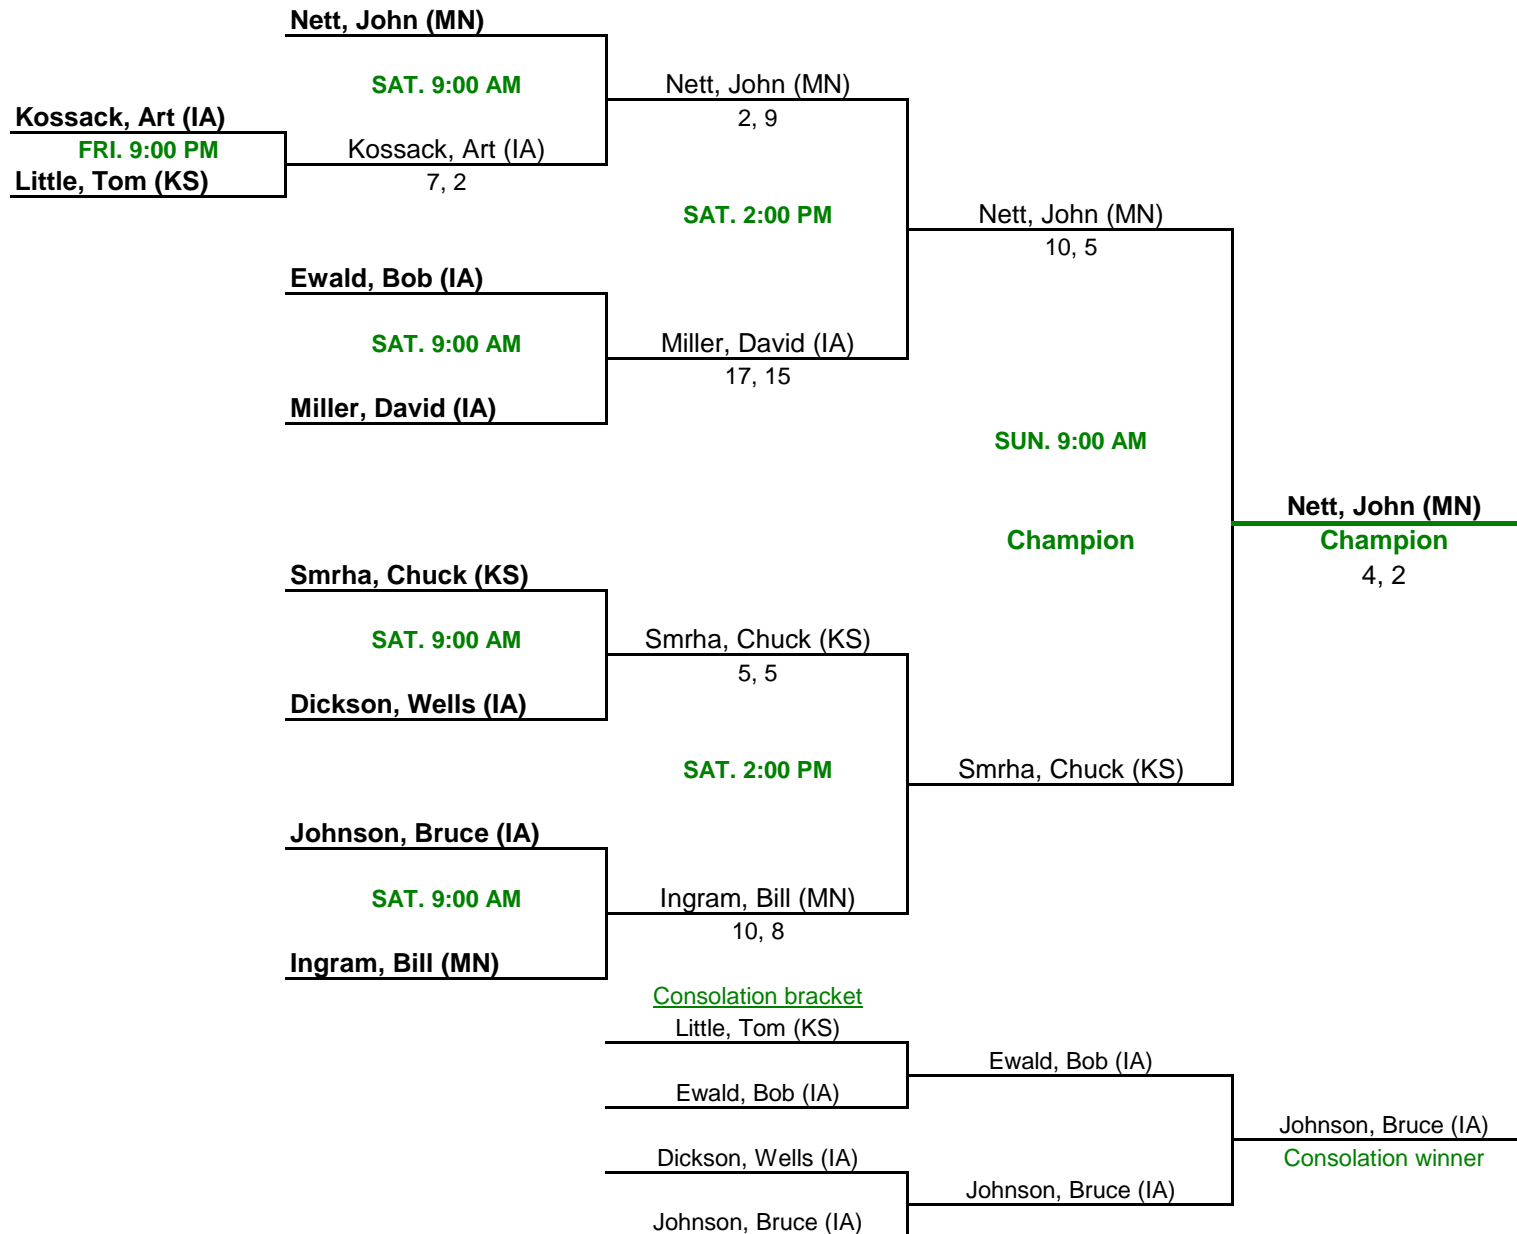 Nett, John (MN)
SAT. 9:00 AM
Nett, John (MN)
Kossack, Art (IA)
2, 9
FRI. 9:00 PM
Kossack, Art (IA)
Little, Tom (KS)
7, 2
SAT. 2:00 PM
Nett, John (MN)
10, 5
Ewald, Bob (IA)
SAT. 9:00 AM
Miller, David (IA)
17, 15
Miller, David (IA)
SUN. 9:00 AM
Nett, John (MN)
Champion
Champion
Smrha, Chuck (KS)
4, 2
SAT. 9:00 AM
Smrha, Chuck (KS)
5, 5
Dickson, Wells (IA)
SAT. 2:00 PM
Smrha, Chuck (KS)
Johnson, Bruce (IA)
SAT. 9:00 AM
Ingram, Bill (MN)
10, 8
Ingram, Bill (MN)
Consolation bracket
Little, Tom (KS)
Ewald, Bob (IA)
Ewald, Bob (IA)
Johnson, Bruce (IA)
Dickson, Wells (IA)
Consolation winner
Johnson, Bruce (IA)
Johnson, Bruce (IA)